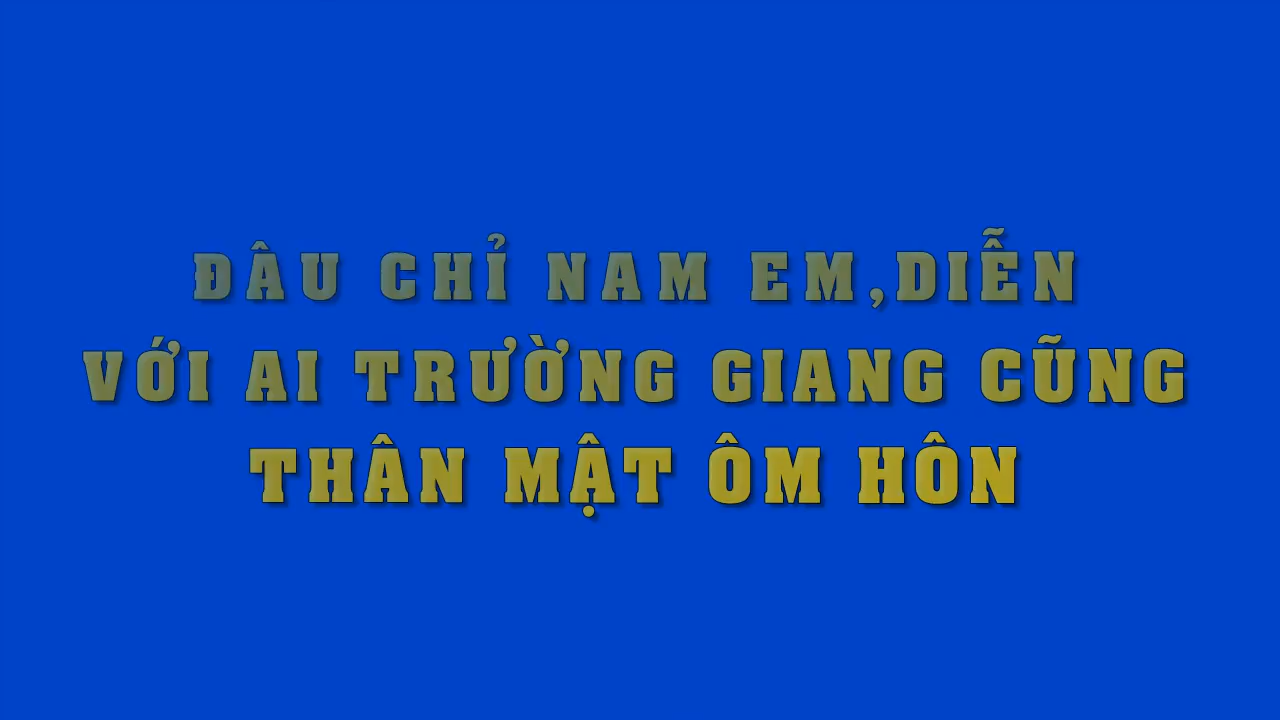 ĐÂU CHỈ NAM EM,DIỄN
VỚI AI TRƯỜNG GIANG CŨNG
THÂN MẬT ÔM HÔN